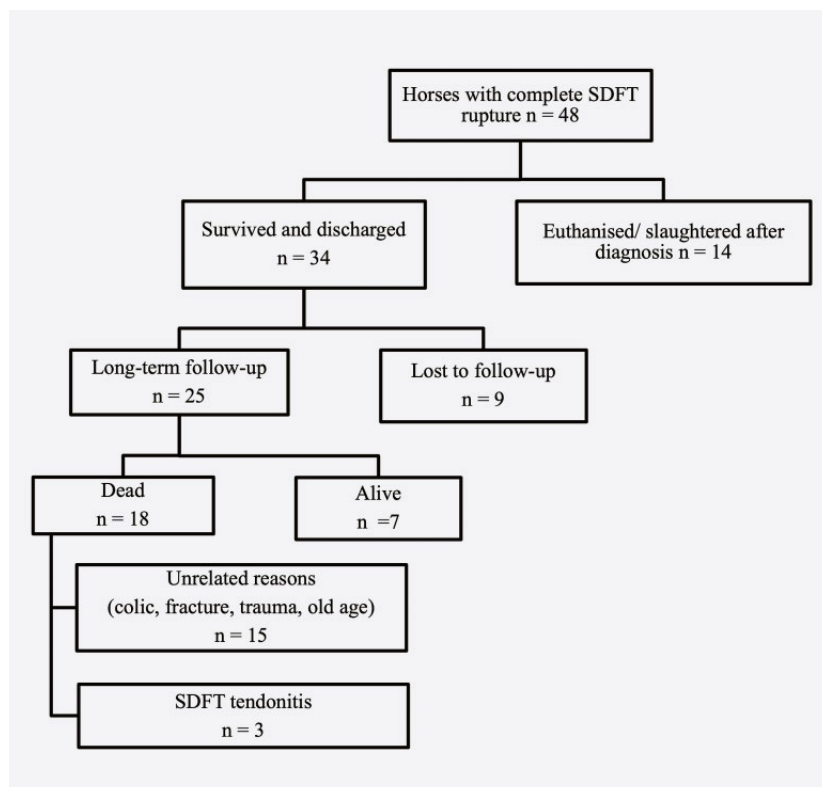 Horses with complete SDFT
rupture n = 48
Survived and discharged
n = 34
Euthanised/ slaughtered after
diagnosis n = 14
Long-term follow-up
n = 25
Lost to follow-up
n = 9
Dead
n = 18
Alive
n =7
Unrelated reasons
(colic, fracture, trauma, old age)
n = 15
SDFT tendonitis
n = 3